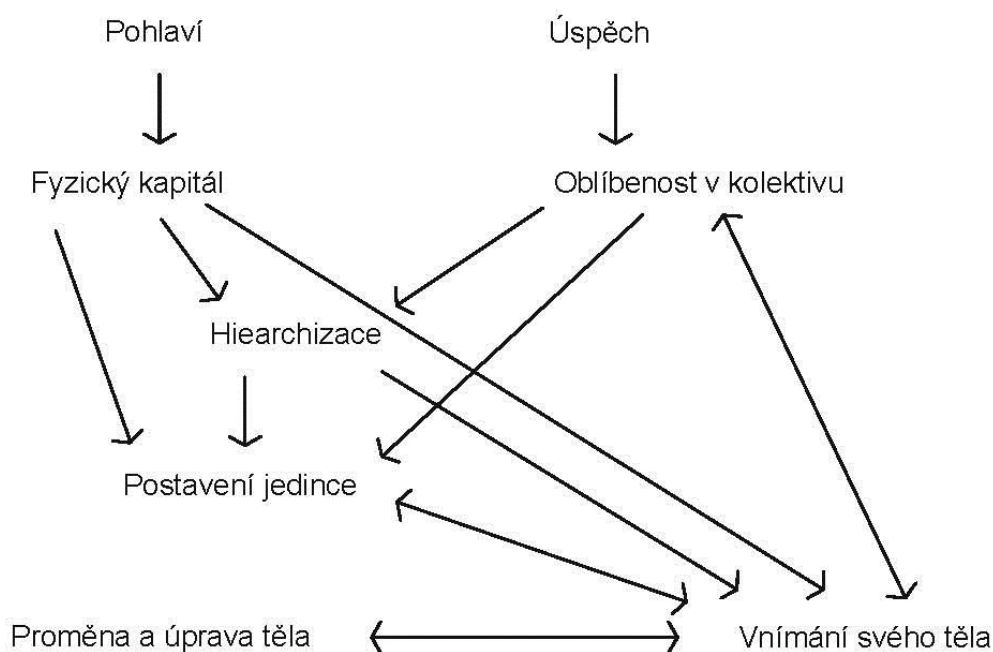 Pohlaví
Úspěch
Fyzický kapitál
Oblíbenost v kolektivu
Hiearchizace
Postavení jedince
Proměna a úprava těla
Vnímání svého těla